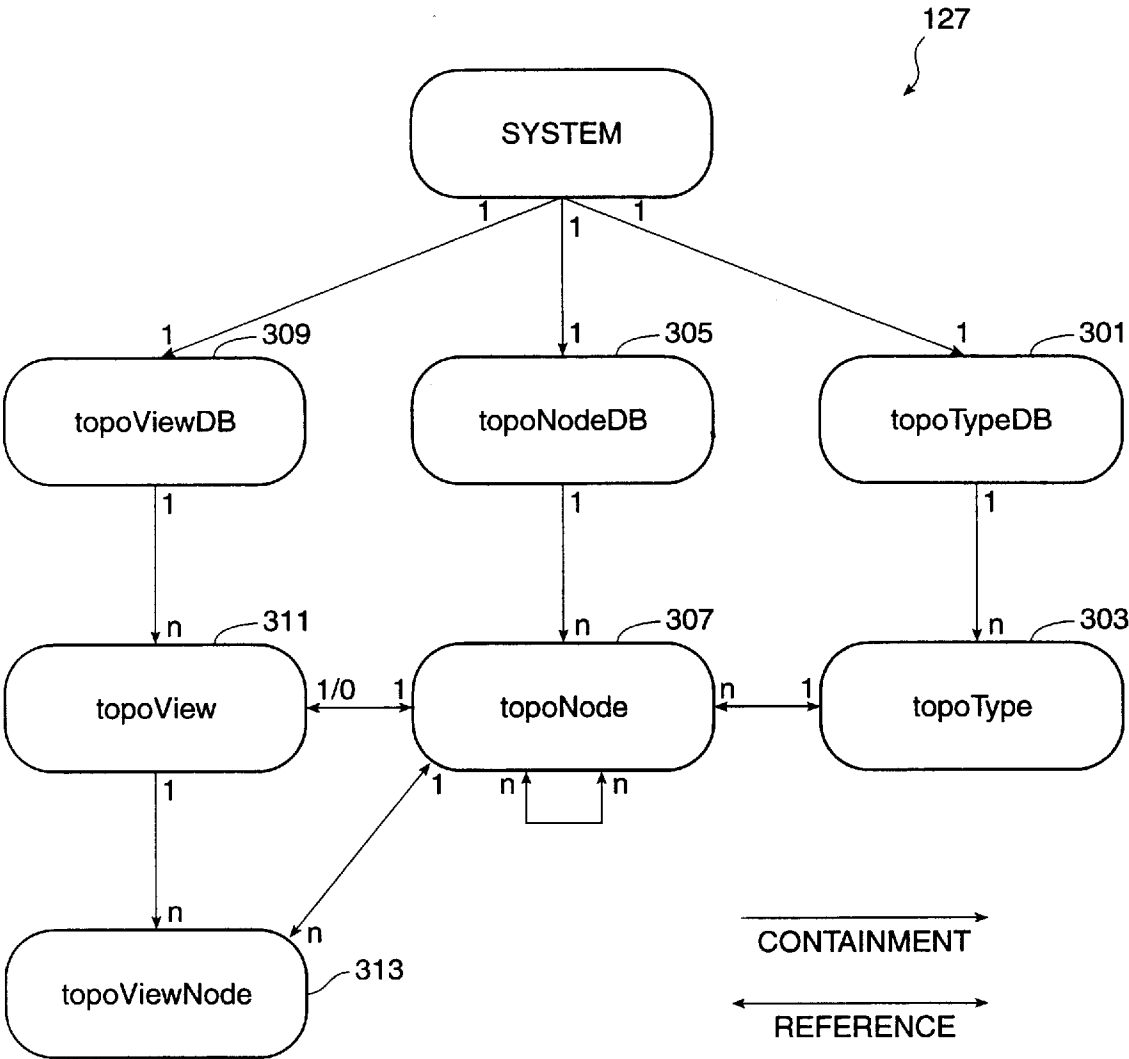 127
SYSTEM
1
1
1
1
309
1
305
1
301
topoViewDB
topoNodeDB
topoTypeDB
1
1
1
n
311
n
307
n
303
topoView
1/0
1
topoNode
n
1
topoType
1
n
n
1
n
n
CONTAINMENT
topoViewNode
313
REFERENCE